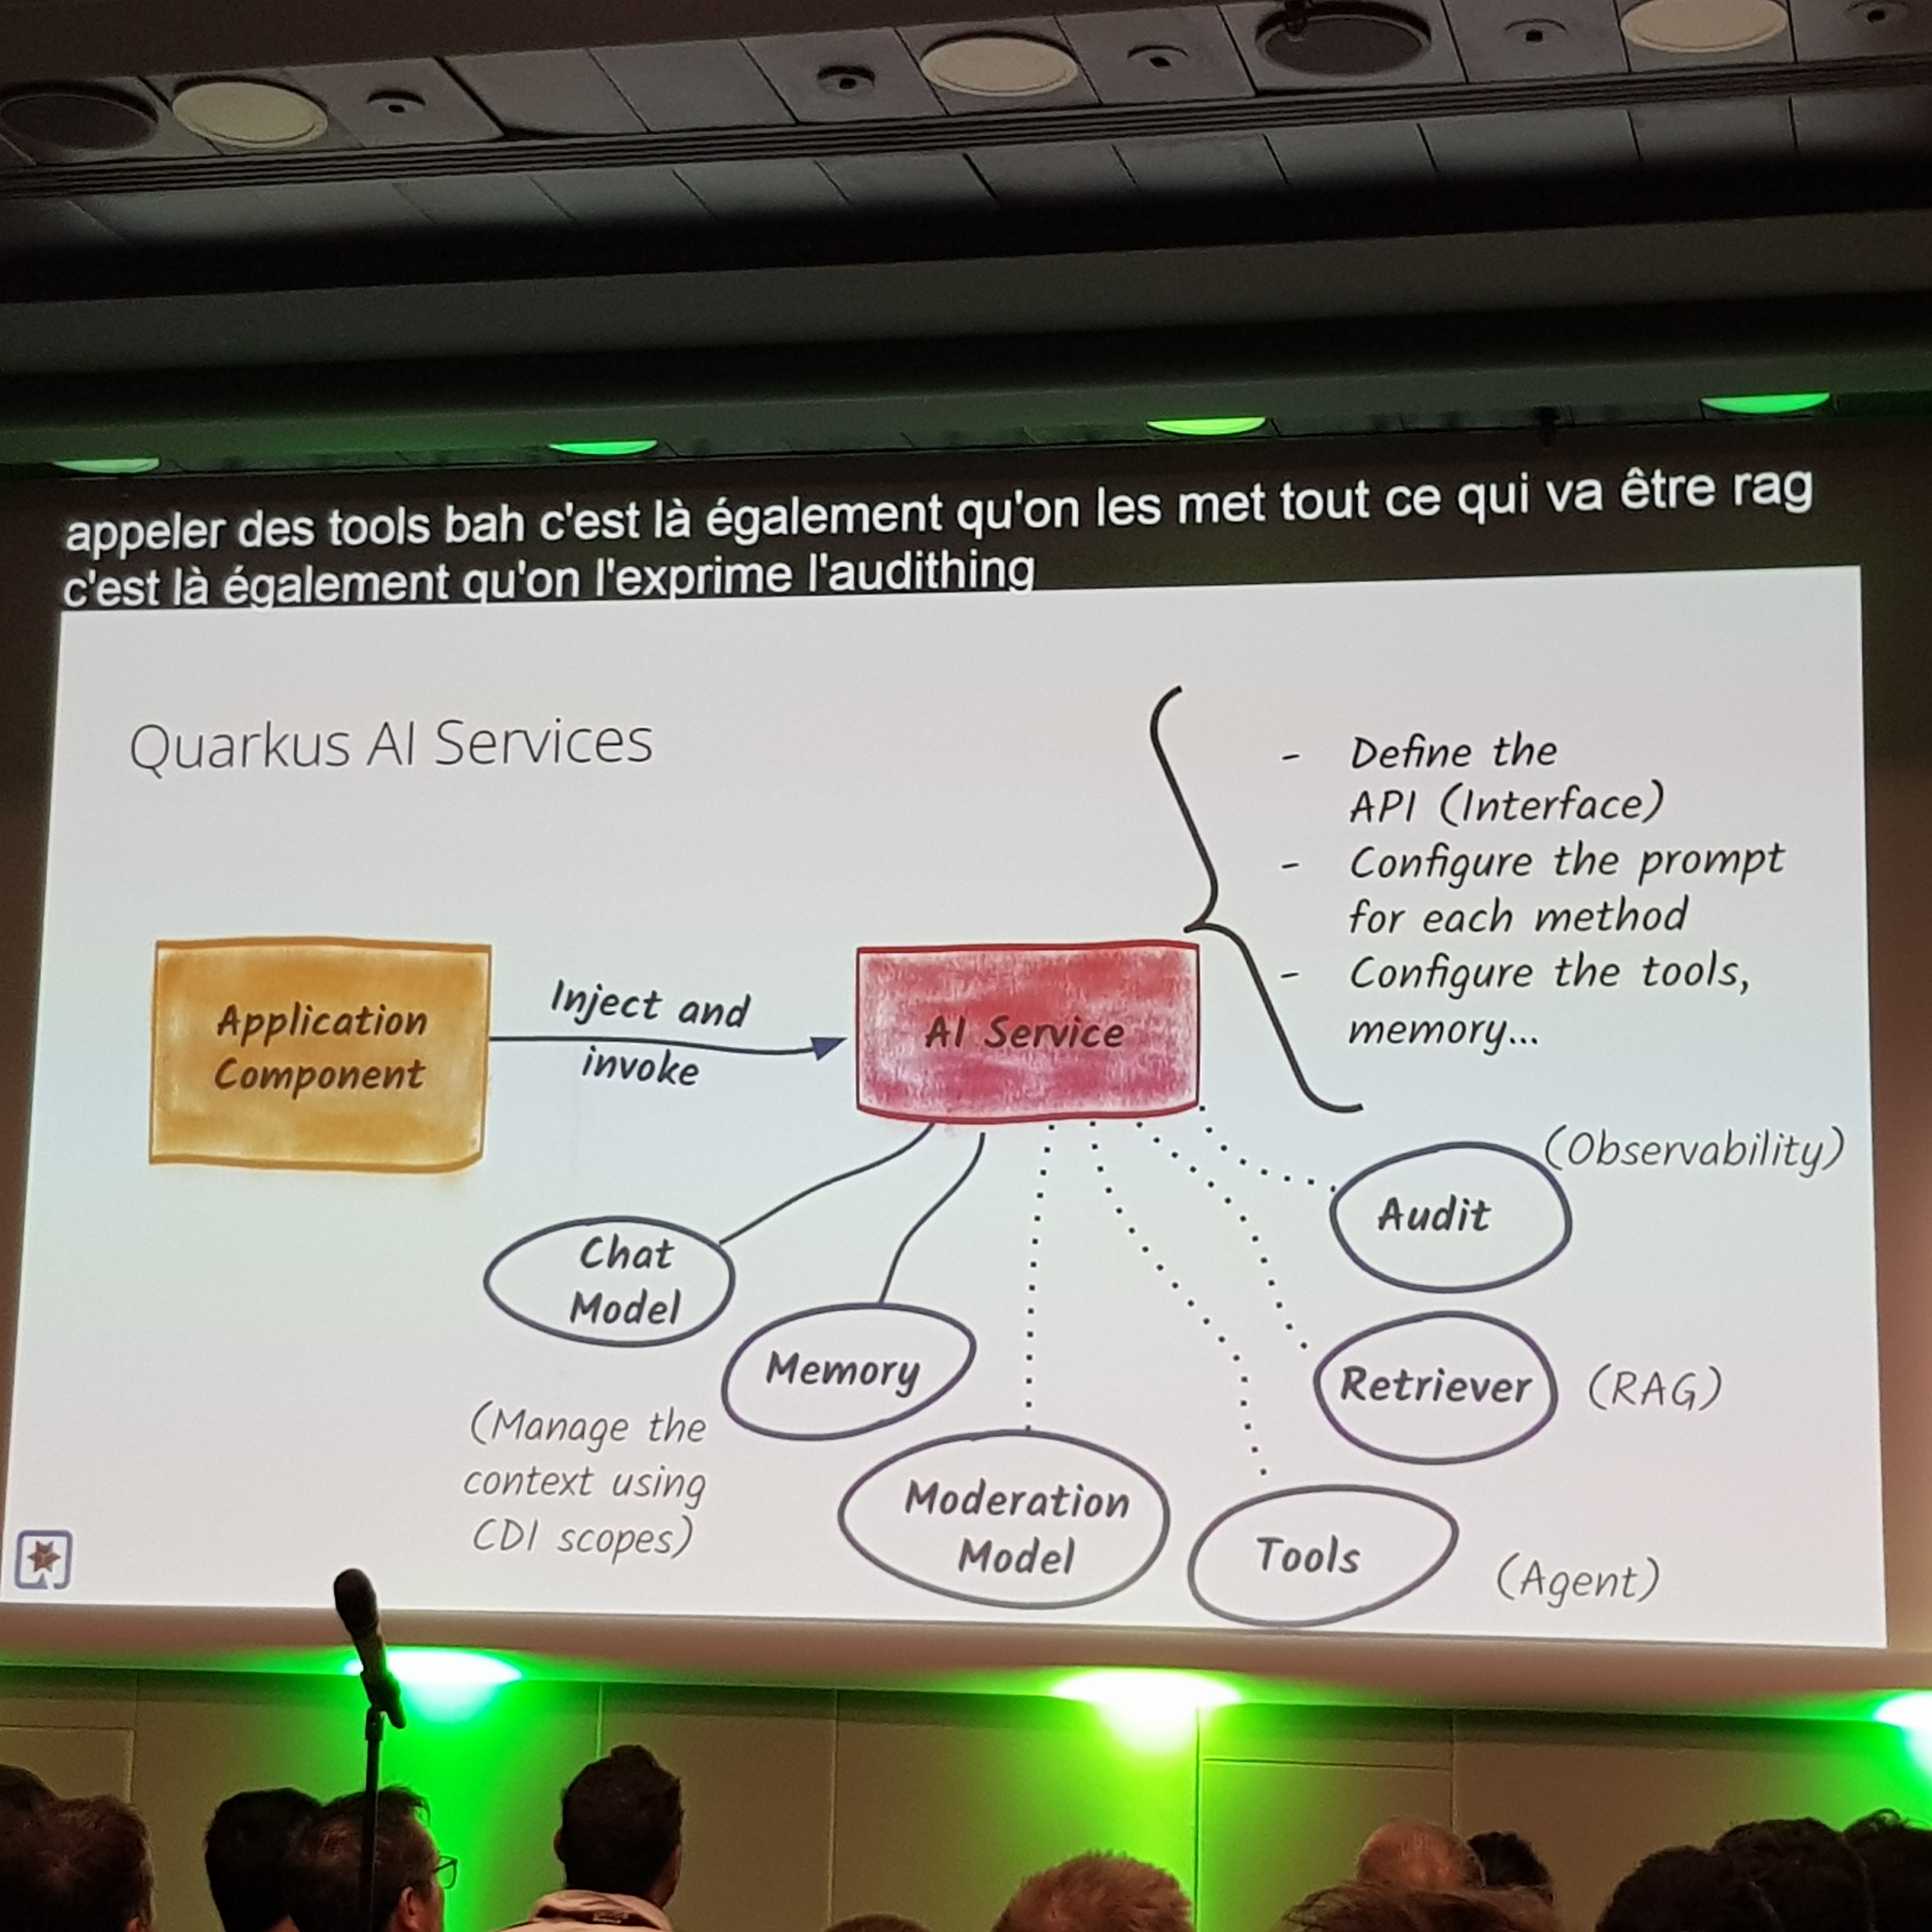 appeler des tools bah c'est là également qu'on les met tout ce qui va être rag
c'est là également qu'on l'exprime l'audithing
Quarkus AI Services
- Define the
API (Interface)
- Configure the prompt
for each method
- Configure the tools,
memory...
Application
Component
Inject and
invoke
AI Service
(Observability)
Audit
Chat
Model
Memory
Retriever
(RAG)
(Manage the
context using
CDI scopes)
Moderation
Model
Tools
(Agent)